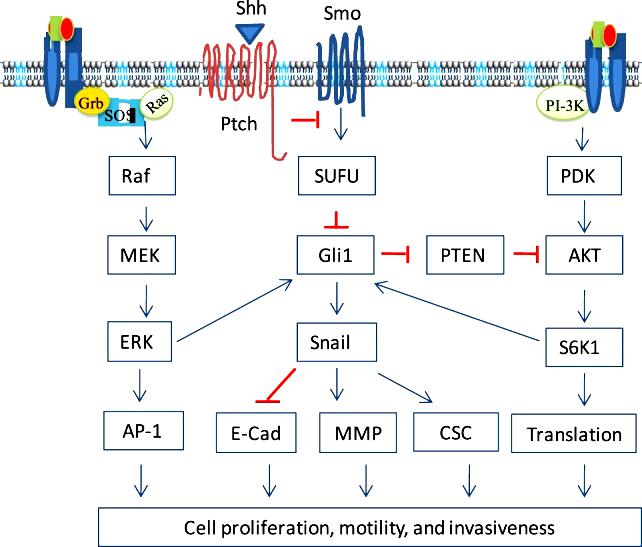 Shh
Smo
Grb
SOS
Ras
Ptch
PI-3K
Raf
SUFU
PDK
MEK
Gli1
PTEN
AKT
ERK
Snail
S6K1
AP-1
E-Cad
MMP
CSC
Translation
Cell proliferation, motility, and invasiveness